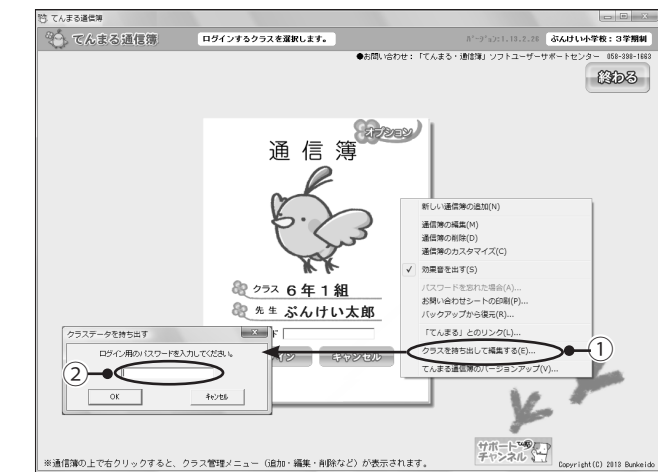 てんまる通信簿
てんまる通信簿
ログインするクラスを選択します。
バージョン:1.13.2.26
ぶんけい小学校：3学期制
●お問い合わせ：「てんまる・通信簿」ソフトユーザーサポートセンター 058-398-1663
終わる
オプション
通信簿
クラス 6年1組
先生 ぶんけい太郎
ド
イン
キャンセル
新しい通信簿の追加(N)
通信簿の編集(M)
通信簿の削除(D)
通信簿のカスタマイズ(C)
✓ 効果音を出す(S)
パスワードを忘れた場合(A)...
お問い合わせシートの印刷(P)...
バックアップから復元(R)...
「てんまる」とのリンク(L)...
クラスを持ち出して編集する(E)...
てんまる通信簿のバージョンアップ(V)...
①
クラスデータを持ち出す
ログイン用のパスワードを入力してください。
②
OK
キャンセル
サポート
チャンネル
※通信簿の上で右クリックすると、クラス管理メニュー（追加・編集・削除など）が表示されます。
Copyright(C) 2013 Bunkeido